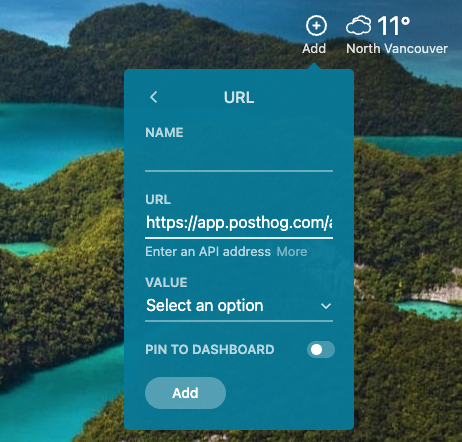 11°
Add
North Vancouver
URL
NAME
URL
https://app.posthog.com/a
Enter an API address More
VALUE
Select an option
PIN TO DASHBOARD
Add